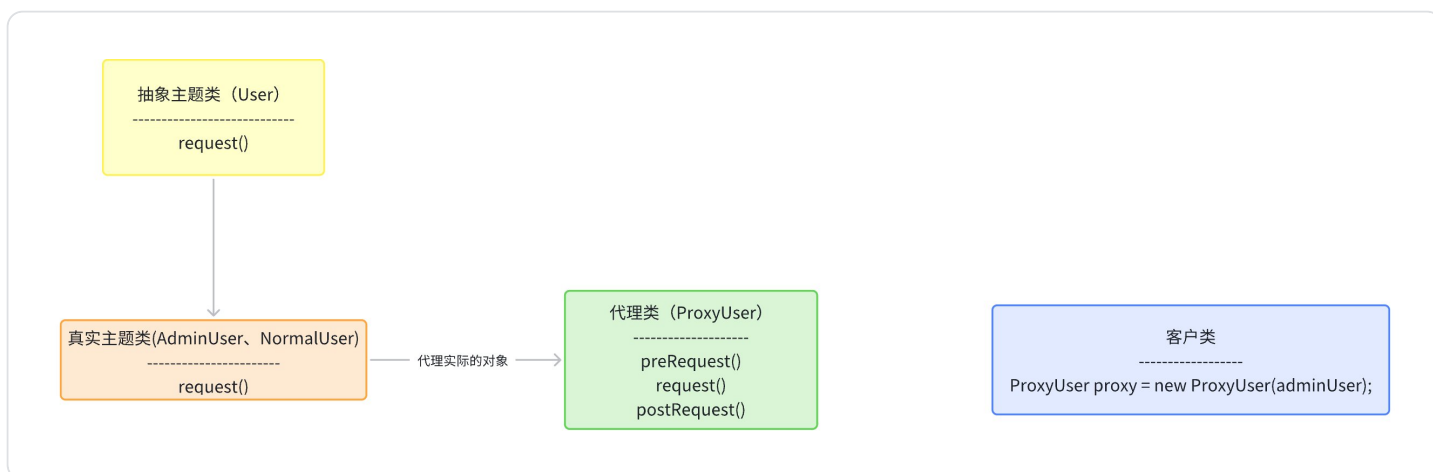 抽象主题类（User）
----------------------------
request()
真实主题类(AdminUser、NormalUser)
-----------------------
request()
代理实际的对象
代理类（ProxyUser）
--------------------
preRequest()
request()
postRequest()
客户类
------------------
ProxyUser proxy = new ProxyUser(adminUser);